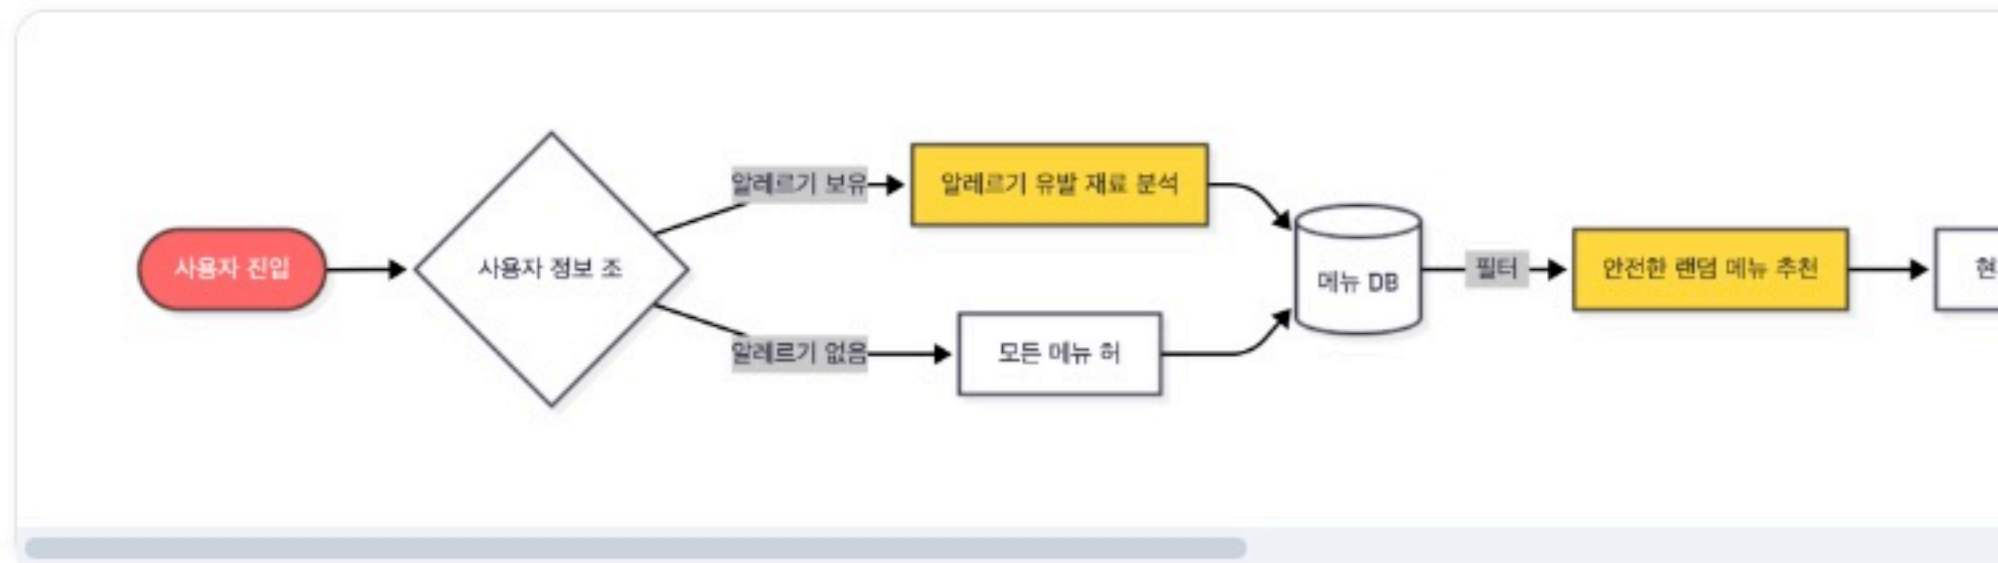 사용자 진입
사용자 정보 조
알레르기 보유
알레르기 유발 재료 분석
알레르기 없음
모든 메뉴 허
메뉴 DB
필터
안전한 랜덤 메뉴 추천
현